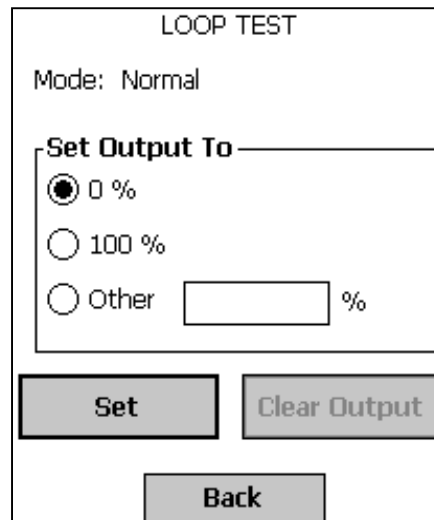 LOOP TEST
Mode: Normal
Set Output To
0 %
100 %
Other %
Set Clear Output
Back